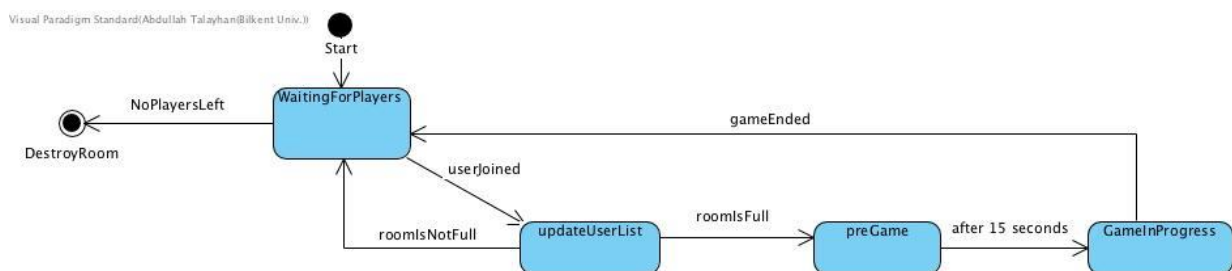 Visual Paradigm Standard(Abdullah Talayhan(Bilkent Univ.))
Start
WaitingForPlayers
NoPlayersLeft
DestroyRoom
gameEnded
userJoined
roomIsNotFull
updateUserList
roomIsFull
preGame
after 15 seconds
GameInProgress